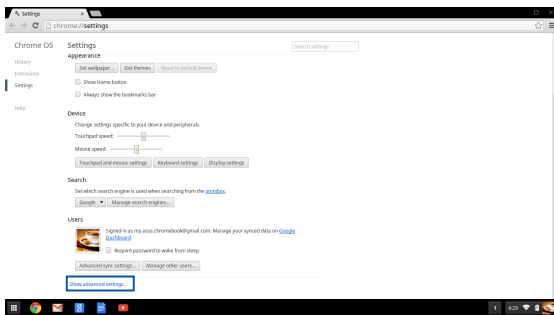 Settings
chrome://settings
Chrome OS
Settings
Search settings
History
Extensions
Settings
Help
Appearance
Set wallpaper... Get themes Reset to default theme
Show Home button
Always show the bookmarks bar
Device
Change settings specific to your device and peripherals.
Touchpad speed:
Mouse speed:
Touchpad and mouse settings Keyboard settings Display settings
Search
Set which search engine is used when searching from the omnibox.
Google Manage search engines...
Users
Signed in as my.asus.chromebook@gmail.com. Manage your synced data on Google
Dashboard.
Require password to wake from sleep
Advanced sync settings... Manage other users...
Show advanced settings...
8 1 4:29